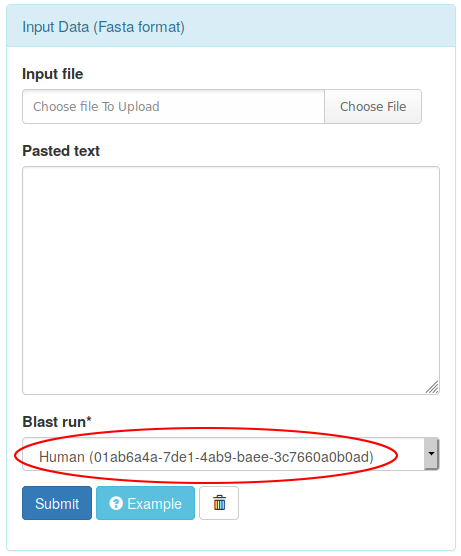 Input Data (Fasta format)
Input file
Choose file To Upload
Choose File
Pasted text
Blast run*
Human (01ab6a4a-7de1-4ab9-baee-3c7660a0b0ad)
Submit
Example